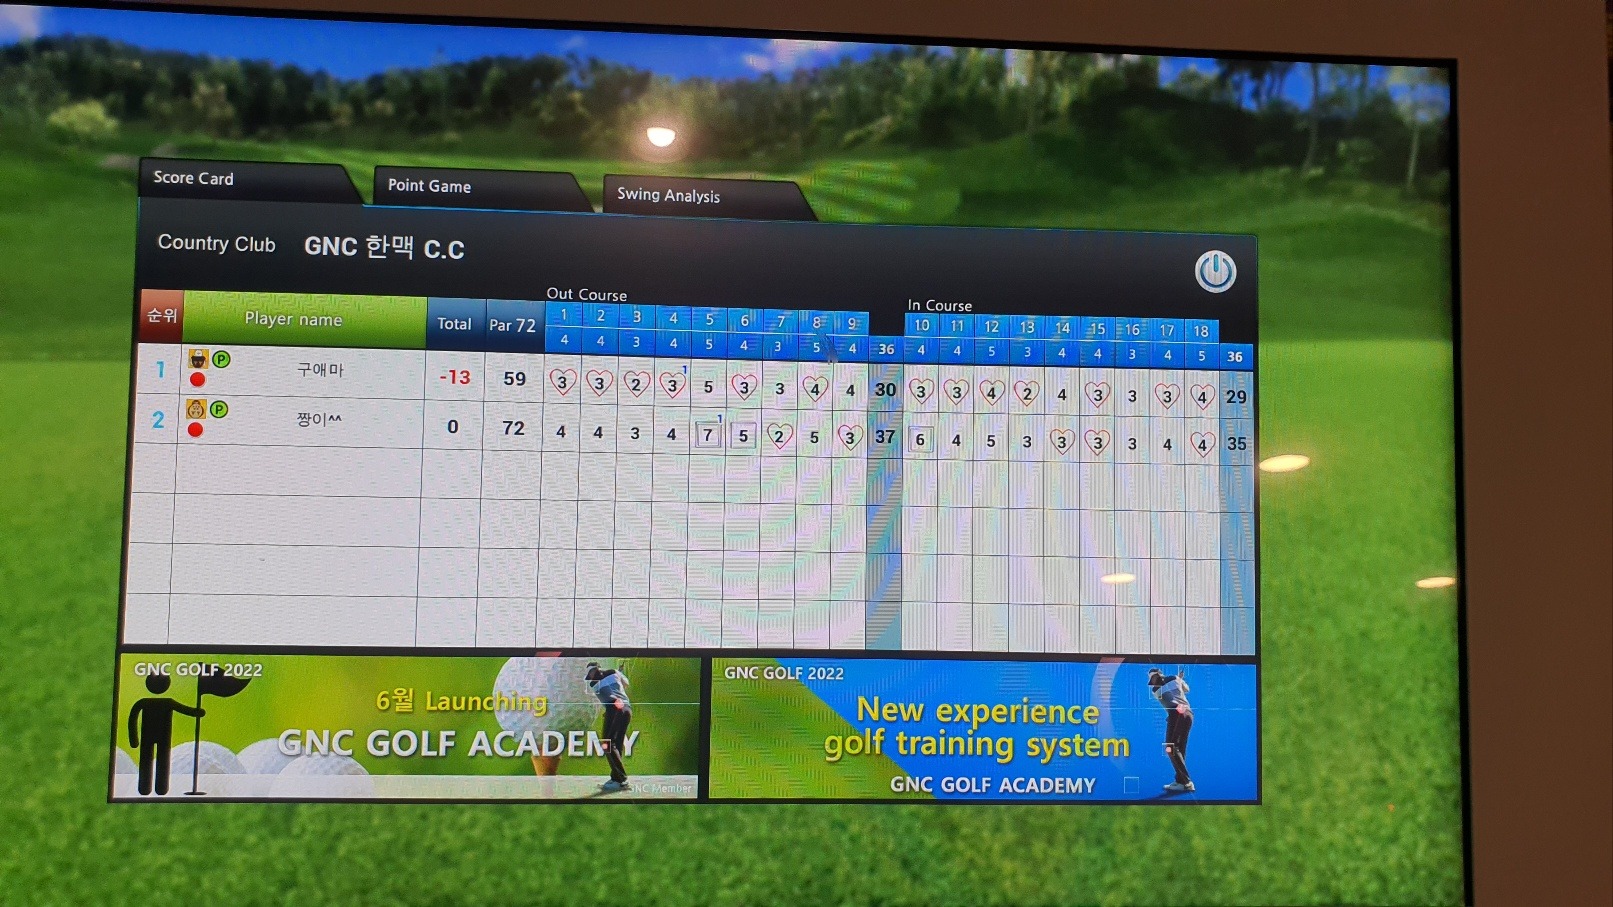 Score Card Point Game Swing Analysis
Country Club GNC 한맥 C.C
Out Course In Course
순위 Player name Total Par 72 1 2 3 4 5 6 7 8 9 10 11 12 13 14 15 16 17 18
4 4 3 4 5 4 3 5 4 36 4 4 5 3 4 4 3 4 5 36
1 P 구애마 -13 59 3 3 2 3 1 5 3 3 4 4 30 3 3 4 2 4 3 3 3 4 29
2 P 짱이^^ 0 72 4 4 3 4 7 1 5 2 5 3 37 6 4 5 3 3 3 3 4 4 35
GNC GOLF 2022
6월 Launching
GNC GOLF ACADEMY
GNC Member
GNC GOLF 2022
New experience
golf training system
GNC GOLF ACADEMY